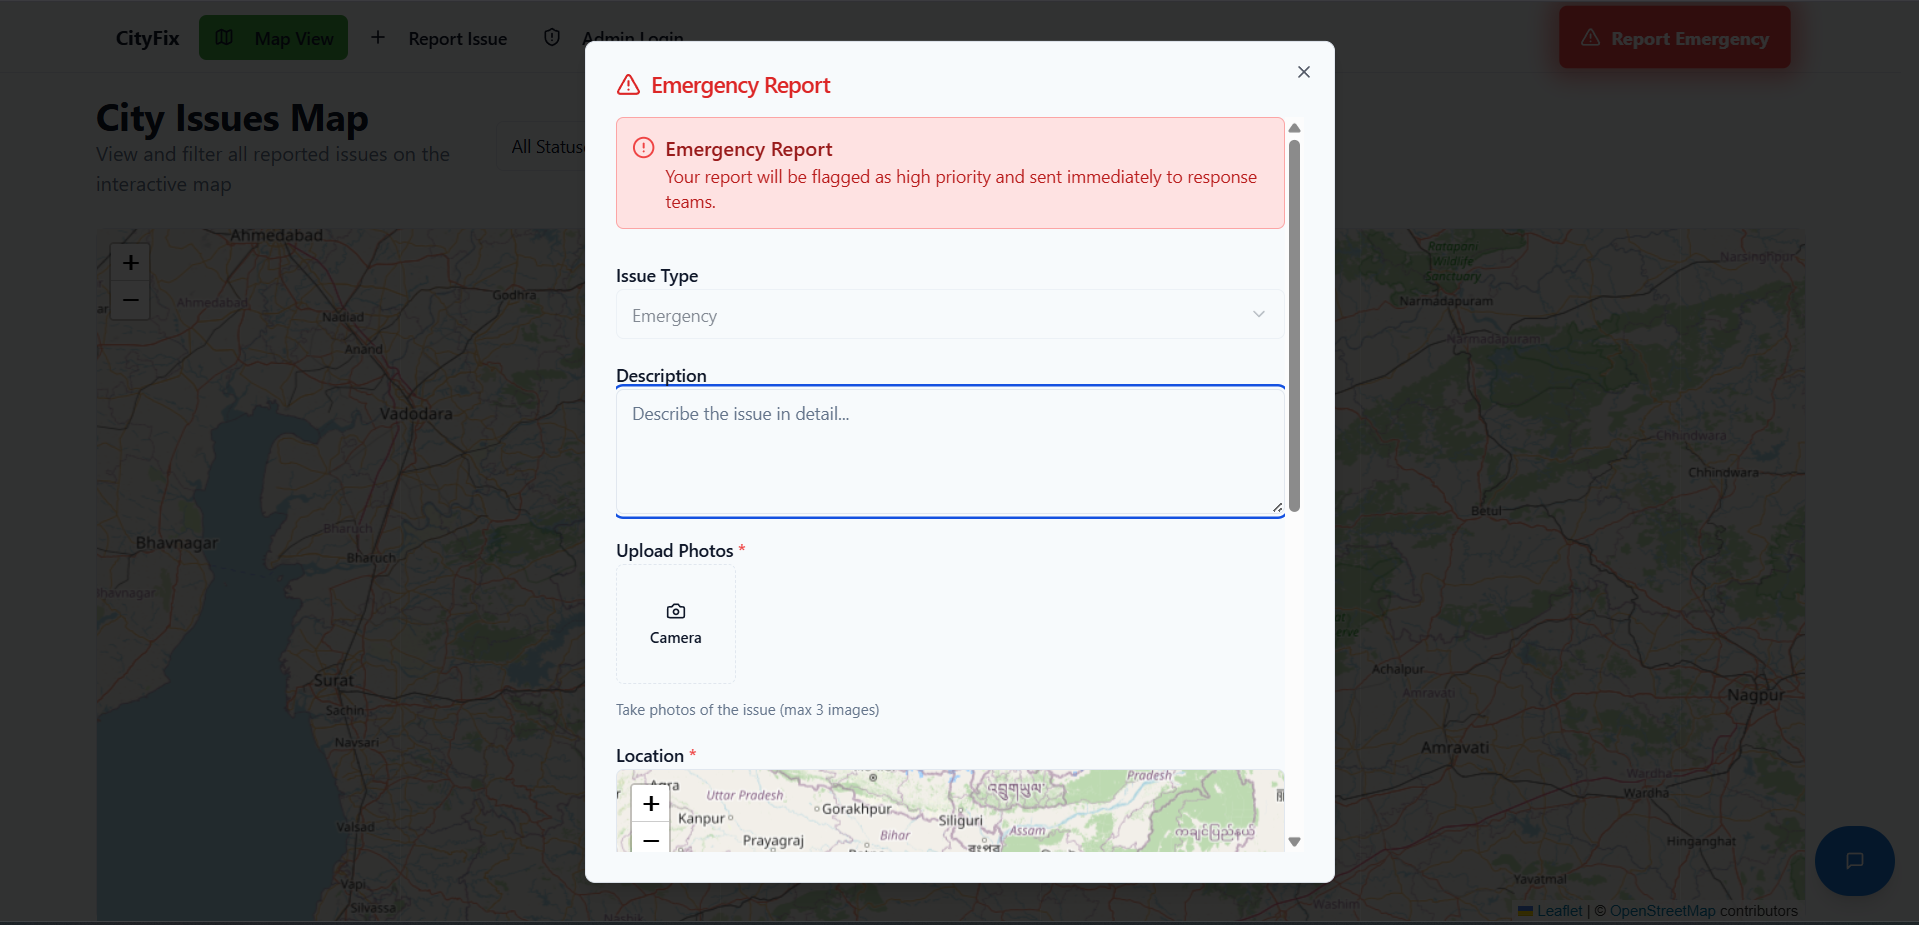 CityFix
Map View
Report Issue
Admin Login
Report Emergency
City Issues Map
View and filter all reported issues on the
interactive map
All Status
Emergency Report
Emergency Report
Your report will be flagged as high priority and sent immediately to response
teams.
Issue Type
Emergency
Description
Describe the issue in detail...
Upload Photos *
Camera
Take photos of the issue (max 3 images)
Location *
+
−
Agra
Uttar Pradesh
Kanpur
Gorakhpur
Prayagraj
Bihar
Siliguri
Assam
Pradesh
+
−
Ahmedabad
Ahmedabad
Godhra
Nadiad
Anand
Vadodara
Bharuch
Bharuch
Bhavnagar
Bhavnagar
Surat
Sachin
Navsari
Valsad
Vapi
Silvassa
Nashik
Ratapani
Wildlife
Sanctuary
Narsinghpur
Narmadapuram
Narmadapuram
Chhindwara
Chhindwara
Betul
Achalpur
Amravati
Nagpur
Amravati
Wardha
Wardha
Hinganghat
Yavatmal
Washim
Leaflet | © OpenStreetMap contributors